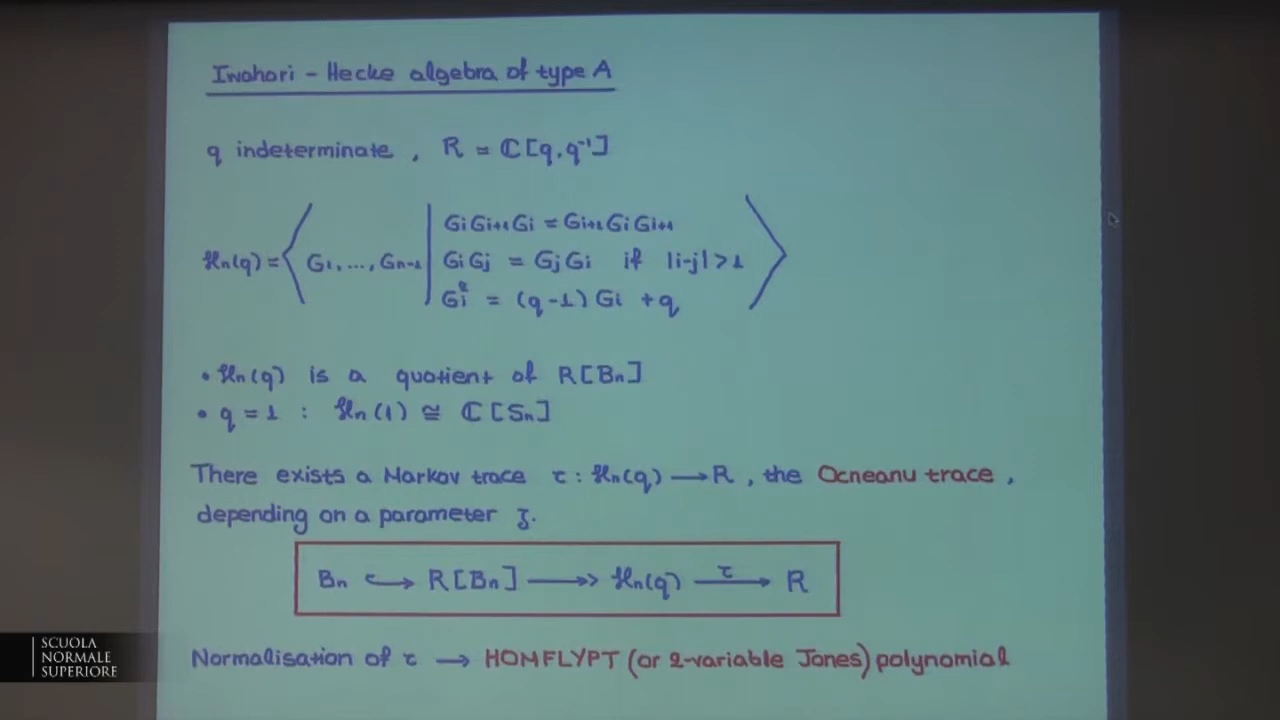 Iwahori - Hecke algebra of type A
q indeterminate , R = ℂ[q, q⁻¹]
ℋn(q) = ⟨ G1, ..., Gn-1 | GiGi+1Gi = Gi+1GiGi+1
GiGj = GjGi if |i-j|>1
Gi² = (q-1)Gi + q ⟩
• ℋn(q) is a quotient of R[Bn]
• q = 1 : ℋn(1) ≅ ℂ[Sn]
There exists a Markov trace τ : ℋn(q) → R , the Ocneanu trace ,
depending on a parameter z.
Bn ↪ R[Bn] ↠ ℋn(q) →τ R
Normalisation of τ → HOMFLYPT (or 2-variable Jones) polynomial
SCUOLA
NORMALE
SUPERIORE